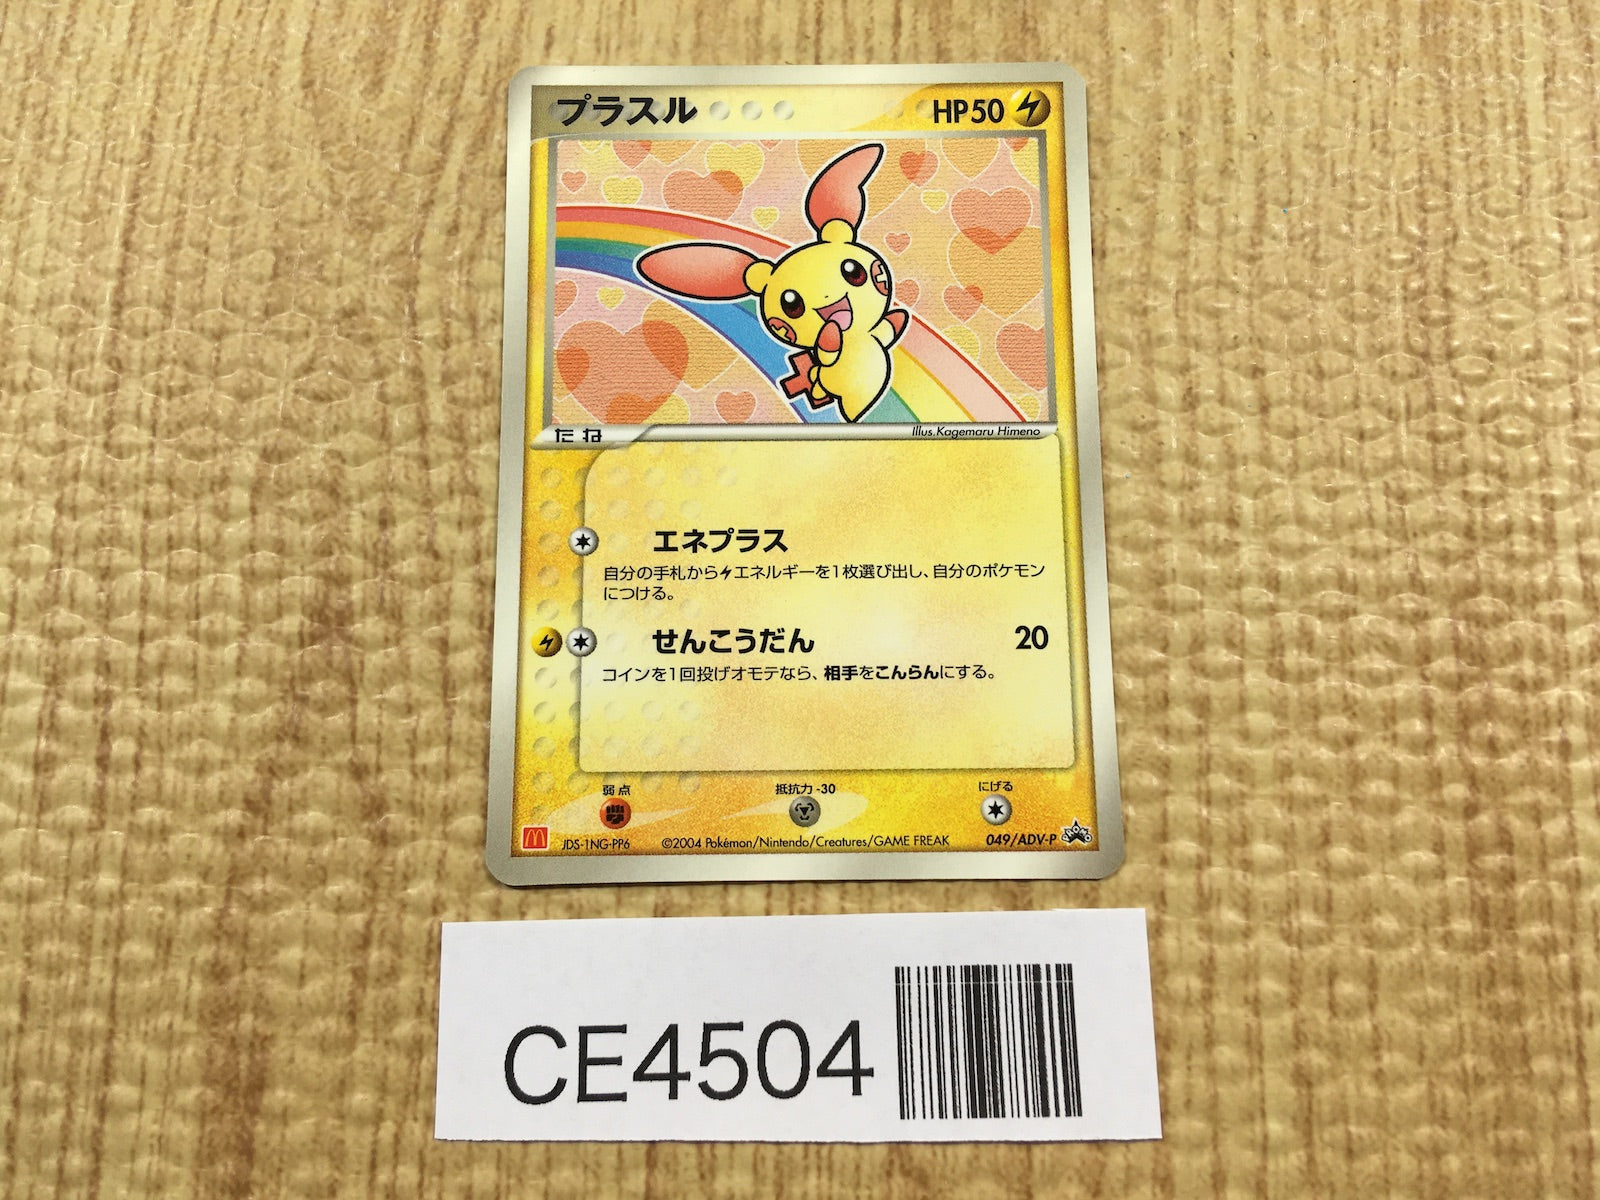 プラスル HP50
たね Illus.Kagemaru Himeno
エネプラス
自分の手札からエネルギーを1枚選び出し、自分のポケモン
につける。
せんこうだん 20
コインを1回投げオモテなら、相手をこんらんにする。
弱点 抵抗力 -30 にげる
JDS-1NG-PP6 ©2004 Pokémon/Nintendo/Creatures/GAME FREAK 049/ADV-P PROMO
CE4504